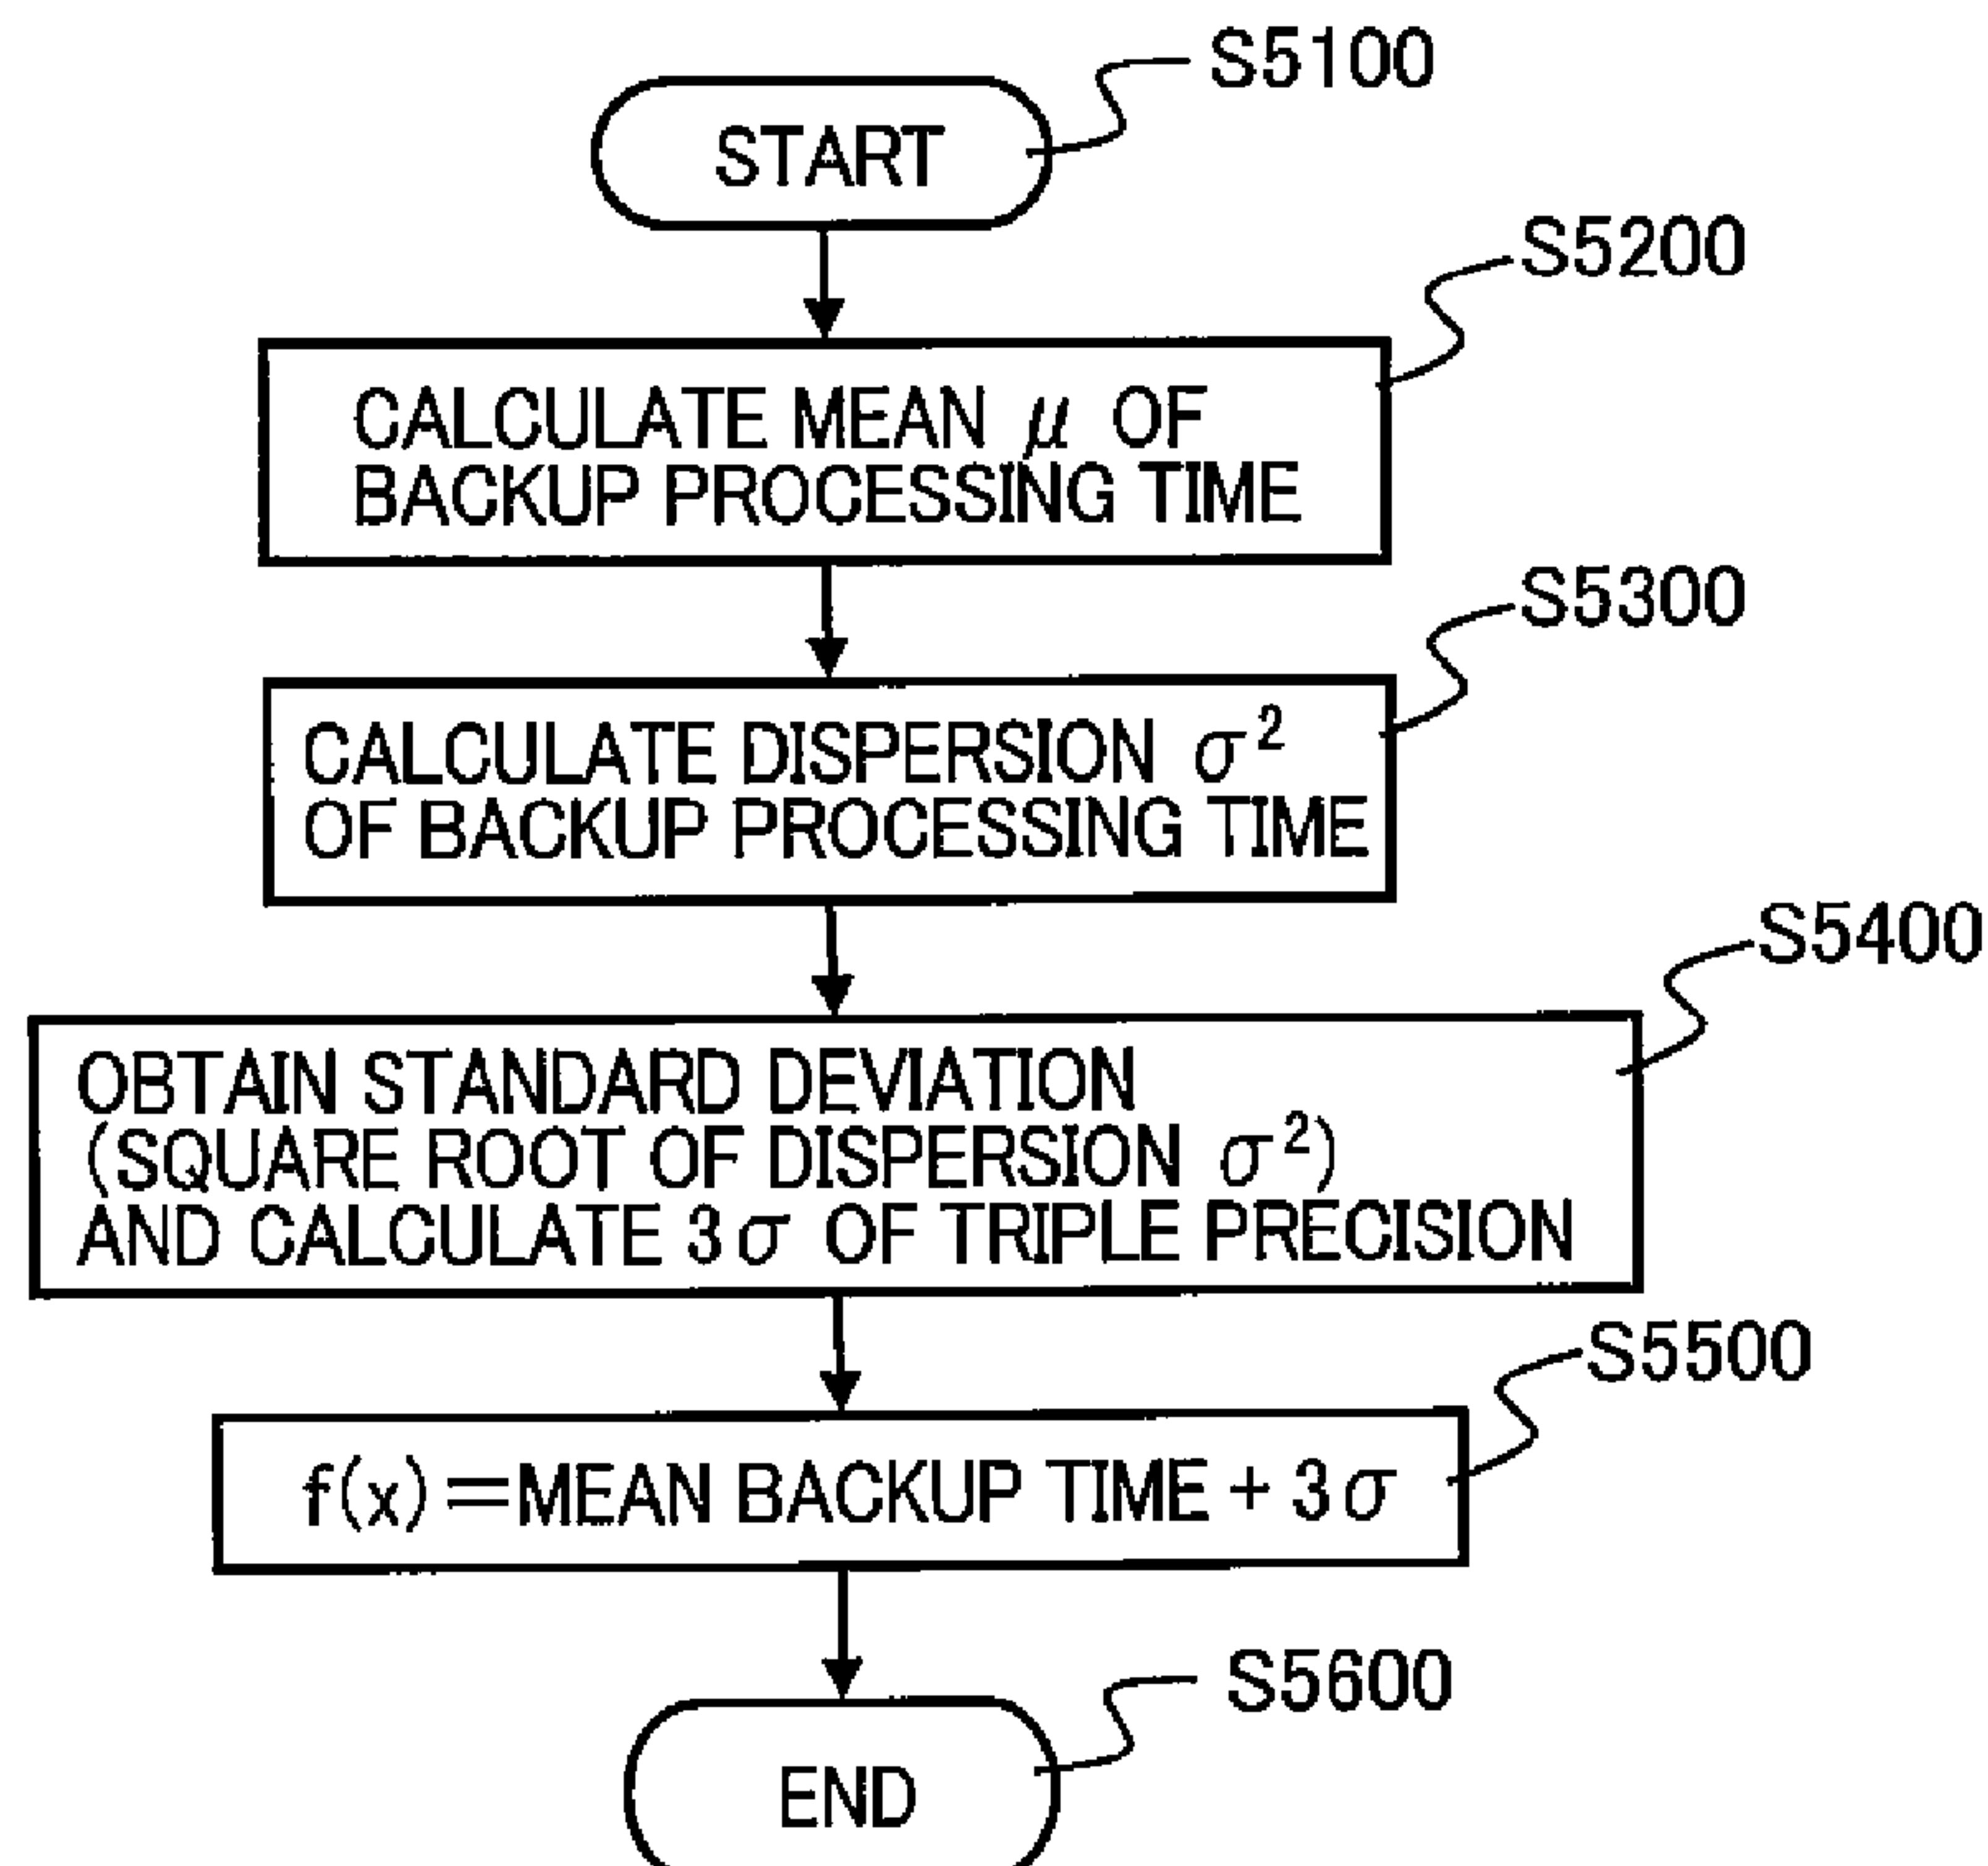 S5100
START
S5200
CALCULATE MEAN μ OF
BACKUP PROCESSING TIME
S5300
CALCULATE DISPERSION σ²
OF BACKUP PROCESSING TIME
S5400
OBTAIN STANDARD DEVIATION
(SQUARE ROOT OF DISPERSION σ²)
AND CALCULATE 3σ OF TRIPLE PRECISION
S5500
f(x)=MEAN BACKUP TIME+3σ
S5600
END